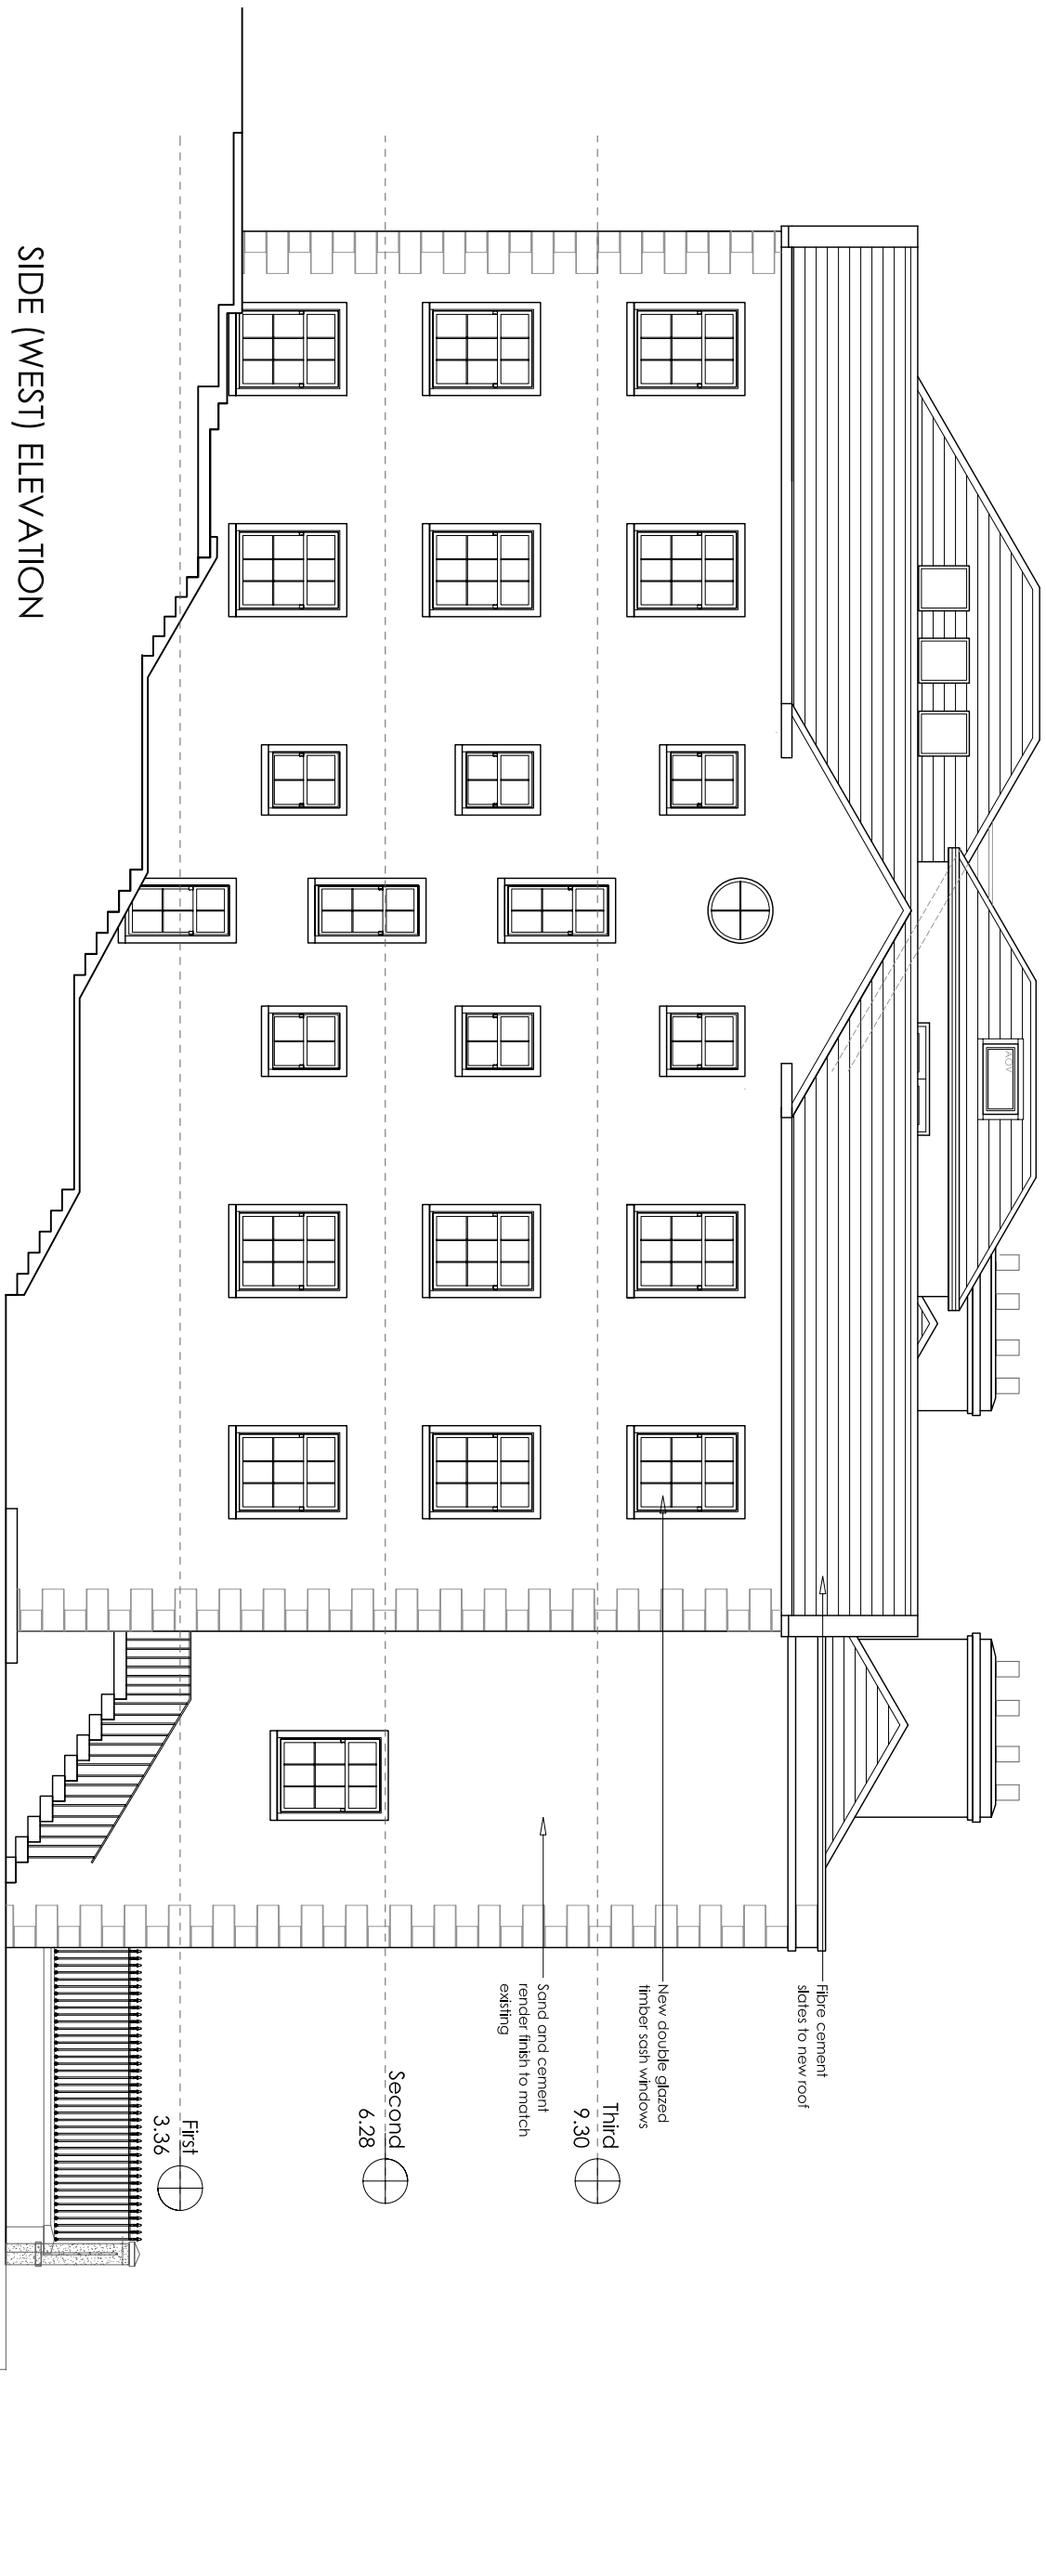 AOV
Fibre cement
slates to new roof
New double glazed
timber sash windows
Sand and cement
render finish to match
existing
Third
9.30
Second
6.28
First
3.36
SIDE (WEST) ELEVATION